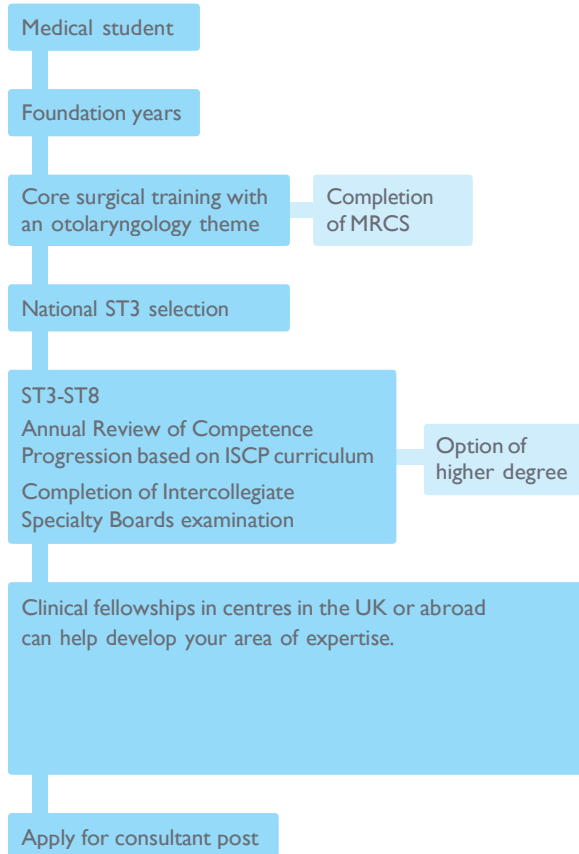 Medical student
Foundation years
Core surgical training with
an otolaryngology theme
Completion
of MRCS
National ST3 selection
ST3-ST8
Annual Review of Competence
Progression based on ISCP curriculum
Completion of Intercollegiate
Specialty Boards examination
Option of
higher degree
Clinical fellowships in centres in the UK or abroad
can help develop your area of expertise.
Apply for consultant post